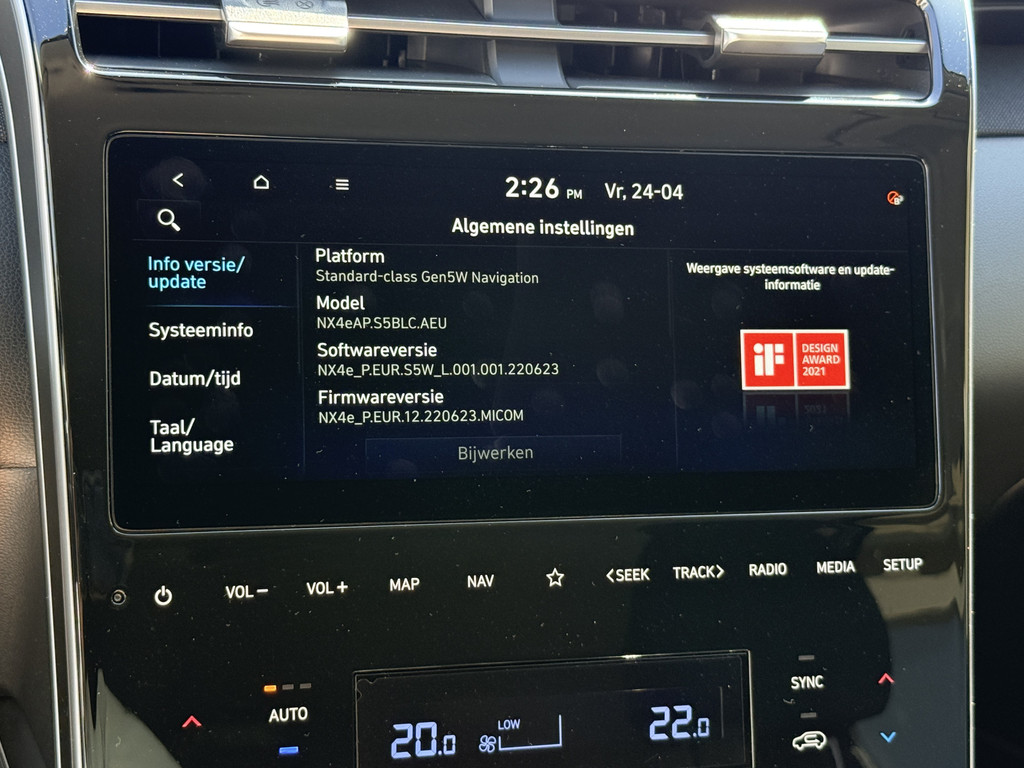 2:26 PM Vr, 24-04
Algemene instellingen
Info versie/
update
Systeeminfo
Datum/tijd
Taal/
Language
Platform
Standard-class Gen5W Navigation
Model
NX4eAP.S5BLC.AEU
Softwareversie
NX4e_P.EUR.S5W_L.001.001.220623
Firmwareversie
NX4e_P.EUR.12.220623.MICOM
Bijwerken
Weergave systeemsoftware en update-
informatie
iF
DESIGN
AWARD
2021
VOL− VOL+ MAP NAV <SEEK TRACK> RADIO MEDIA SETUP
AUTO
20.0
LOW
22.0
SYNC